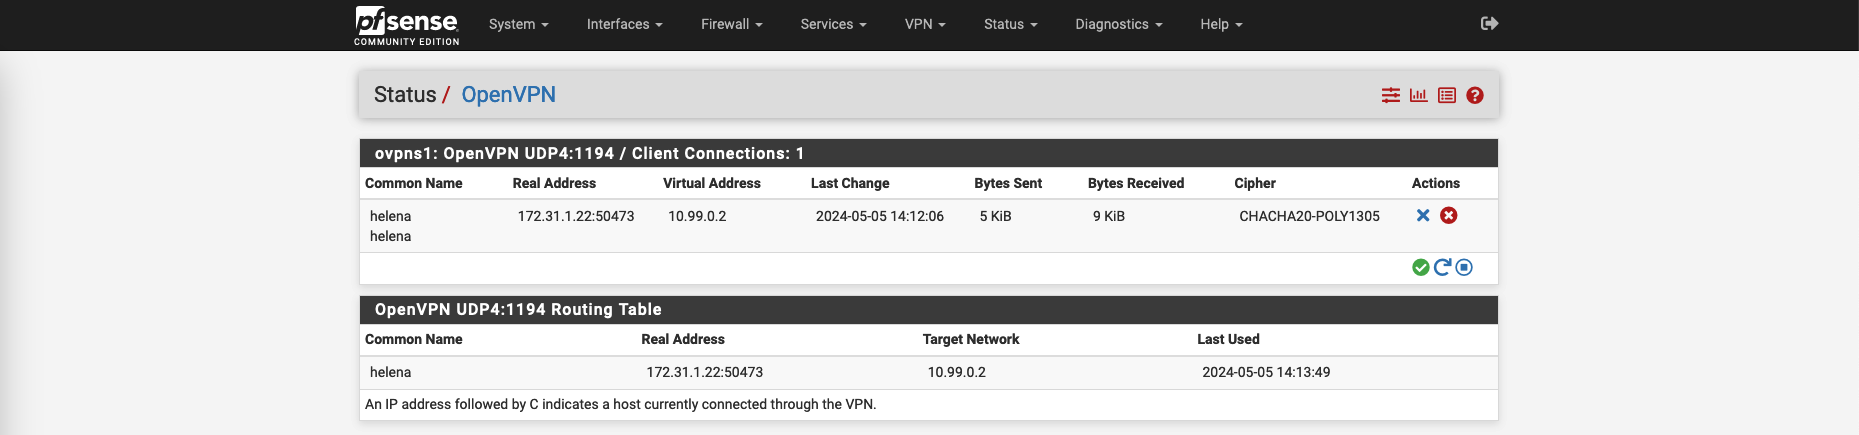 pfsense
COMMUNITY EDITION
System Interfaces Firewall Services VPN Status Diagnostics Help
Status / OpenVPN
ovpns1: OpenVPN UDP4:1194 / Client Connections: 1
Common Name Real Address Virtual Address Last Change Bytes Sent Bytes Received Cipher Actions
helena 172.31.1.22:50473 10.99.0.2 2024-05-05 14:12:06 5 KiB 9 KiB CHACHA20-POLY1305
helena
OpenVPN UDP4:1194 Routing Table
Common Name Real Address Target Network Last Used
helena 172.31.1.22:50473 10.99.0.2 2024-05-05 14:13:49
An IP address followed by C indicates a host currently connected through the VPN.